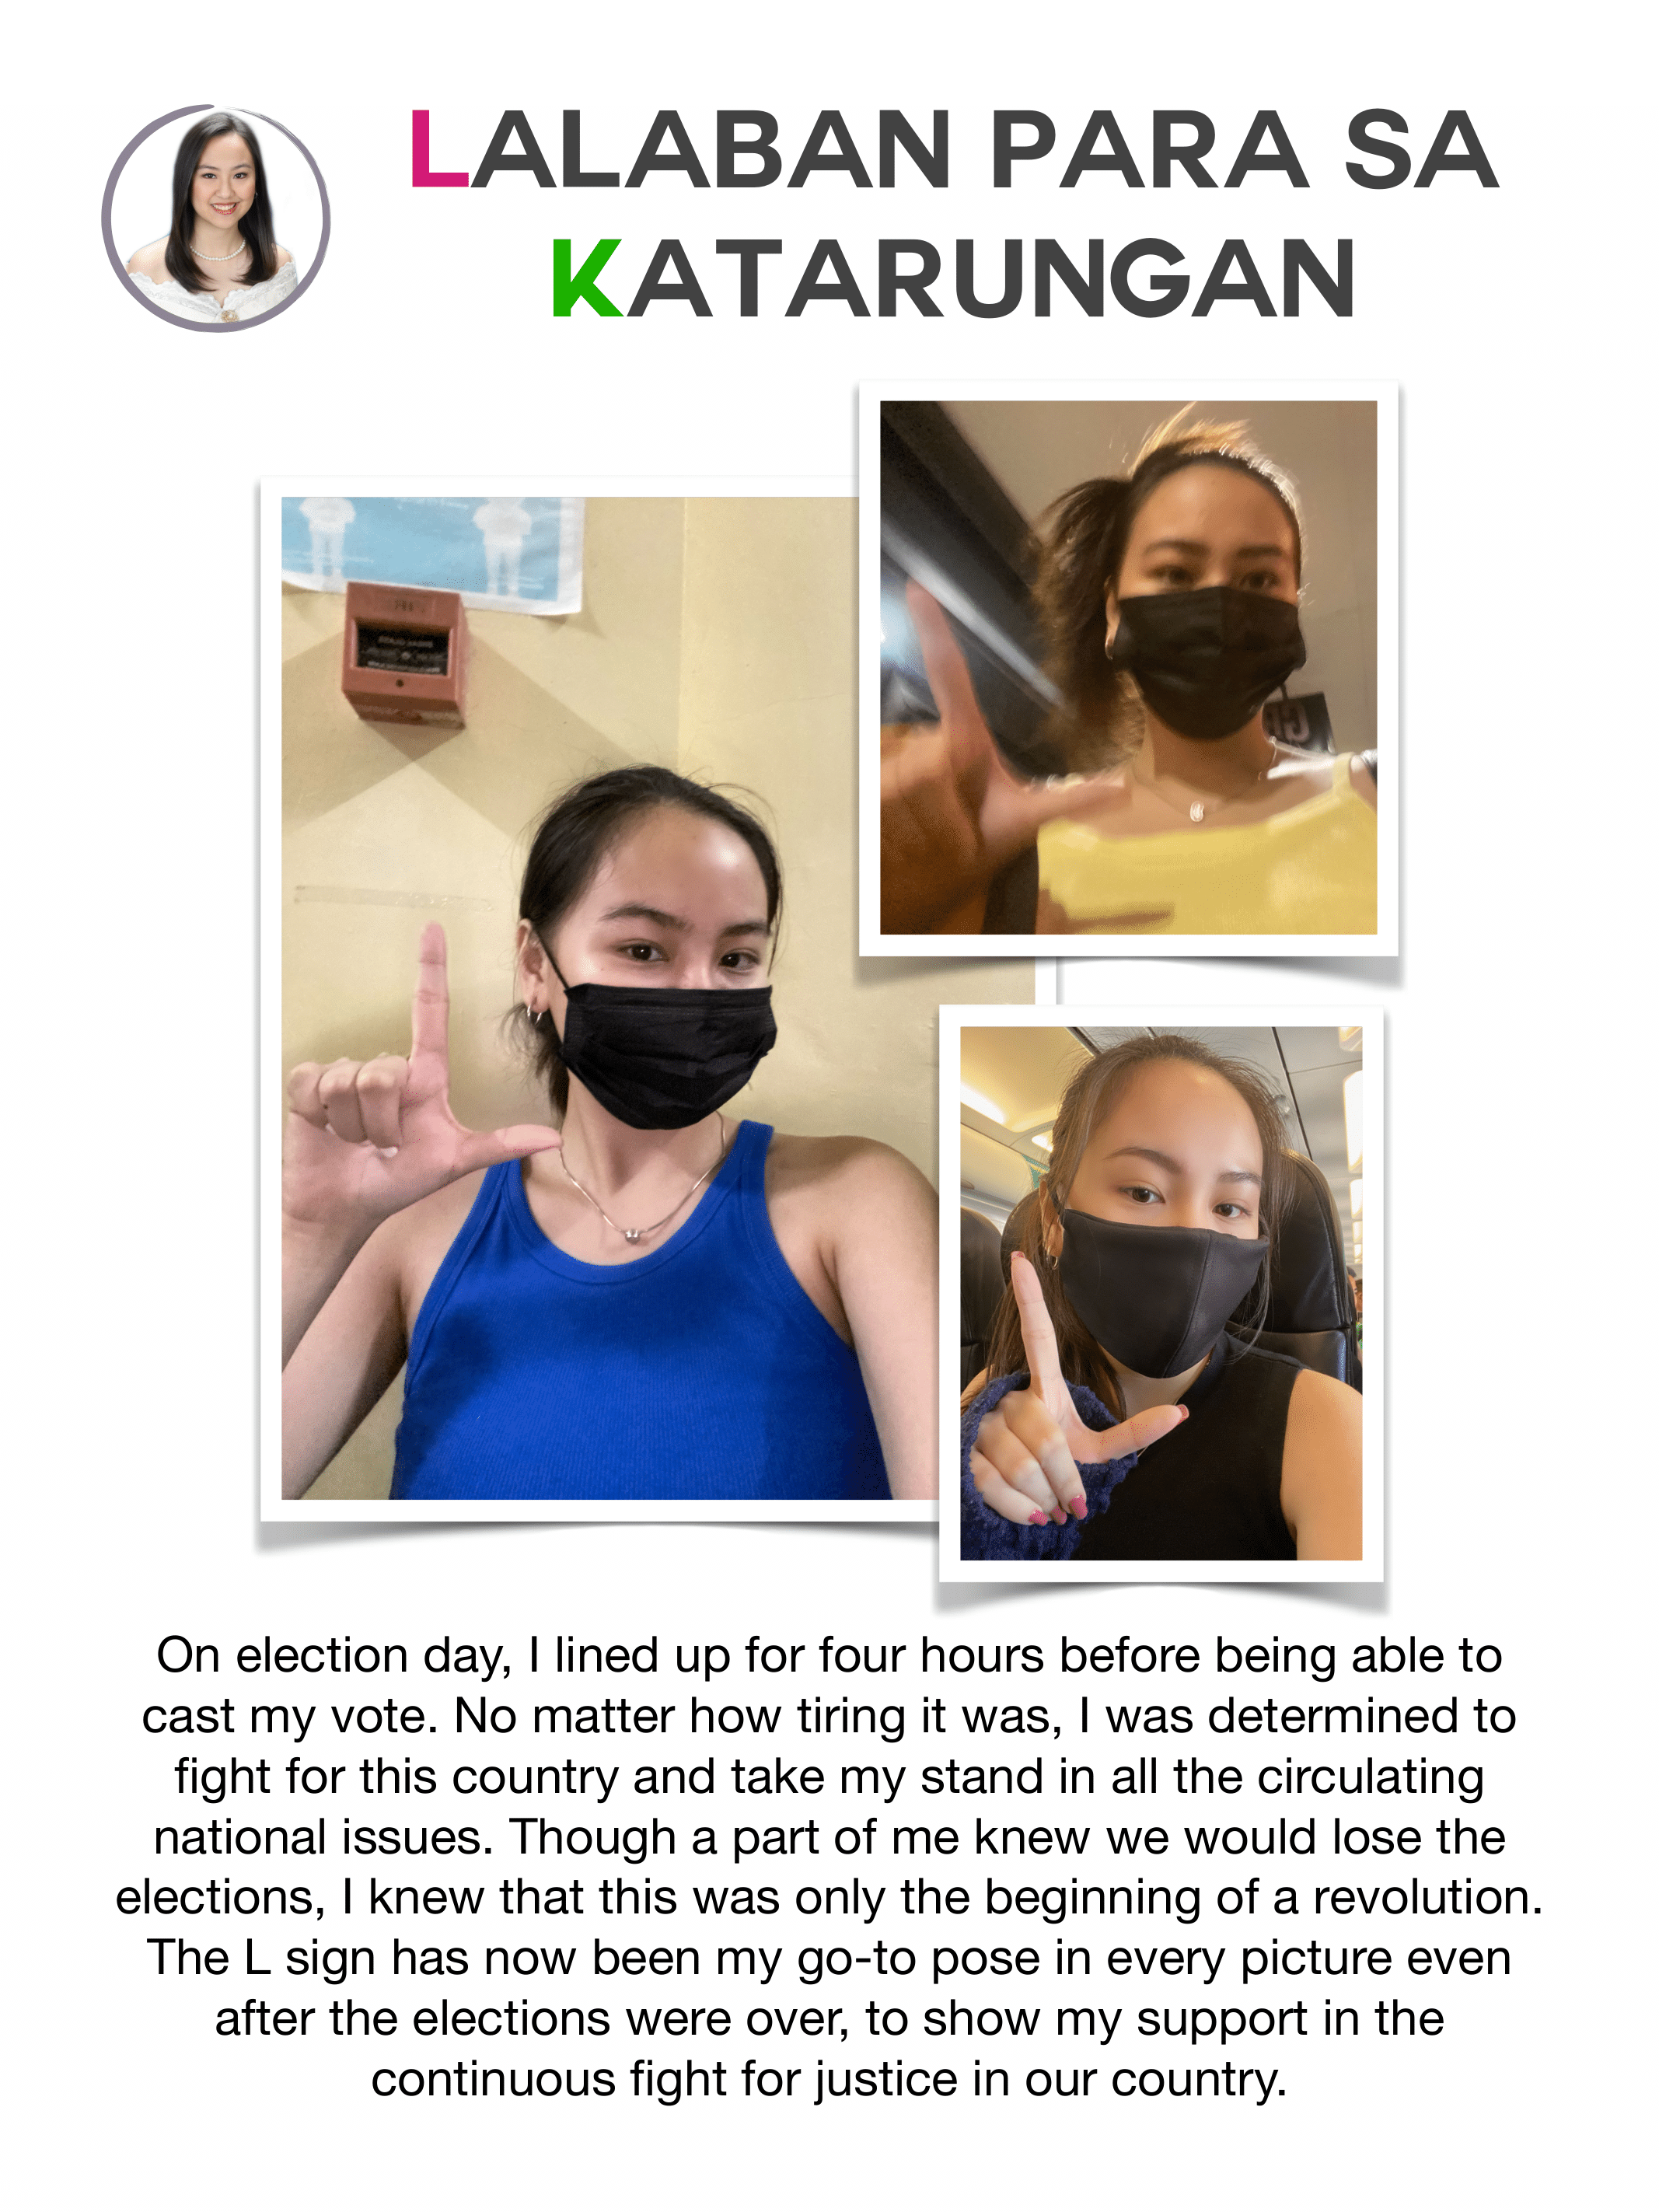 LALABAN PARA SA
KATARUNGAN
On election day, I lined up for four hours before being able to
cast my vote. No matter how tiring it was, I was determined to
fight for this country and take my stand in all the circulating
national issues. Though a part of me knew we would lose the
elections, I knew that this was only the beginning of a revolution.
The L sign has now been my go-to pose in every picture even
after the elections were over, to show my support in the
continuous fight for justice in our country.